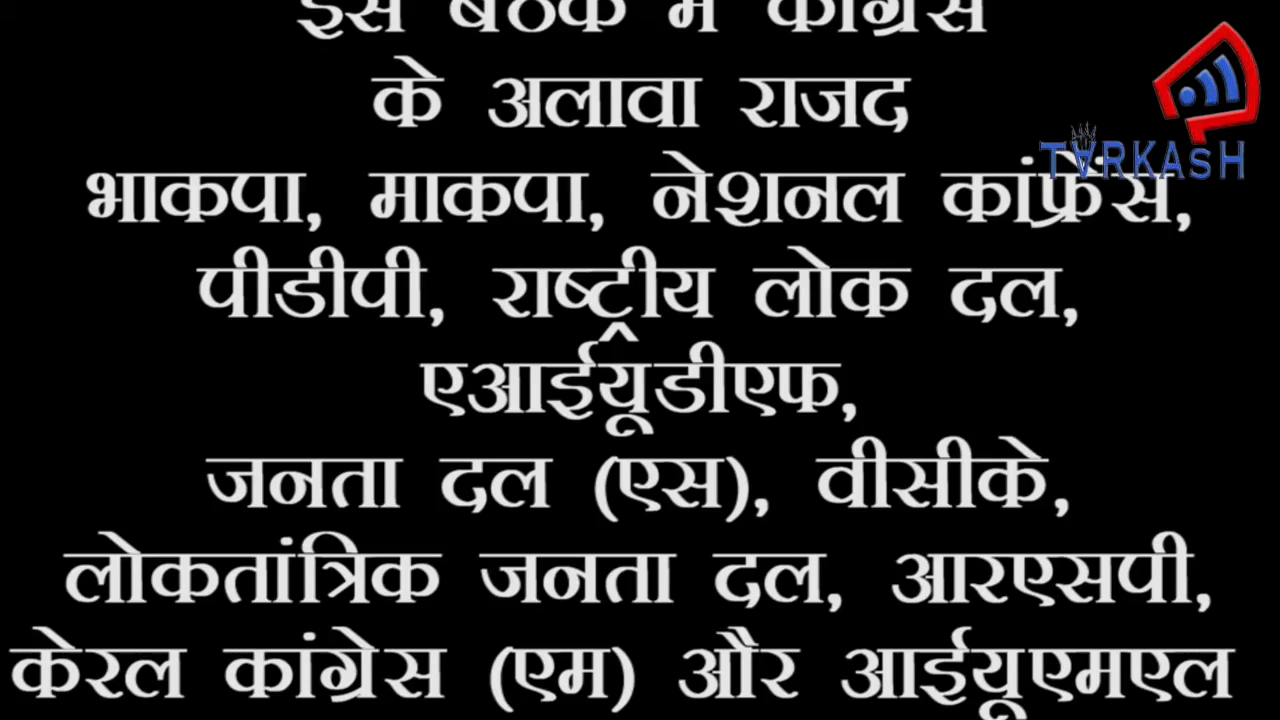 इस बैठक में कांग्रेस
के अलावा राजद
TARKASH
भाकपा, माकपा, नेशनल कांफ्रेंस,
पीडीपी, राष्ट्रीय लोक दल,
एआईयूडीएफ,
जनता दल (एस), वीसीके,
लोकतांत्रिक जनता दल, आरएसपी,
केरल कांग्रेस (एम) और आईयूएमएल